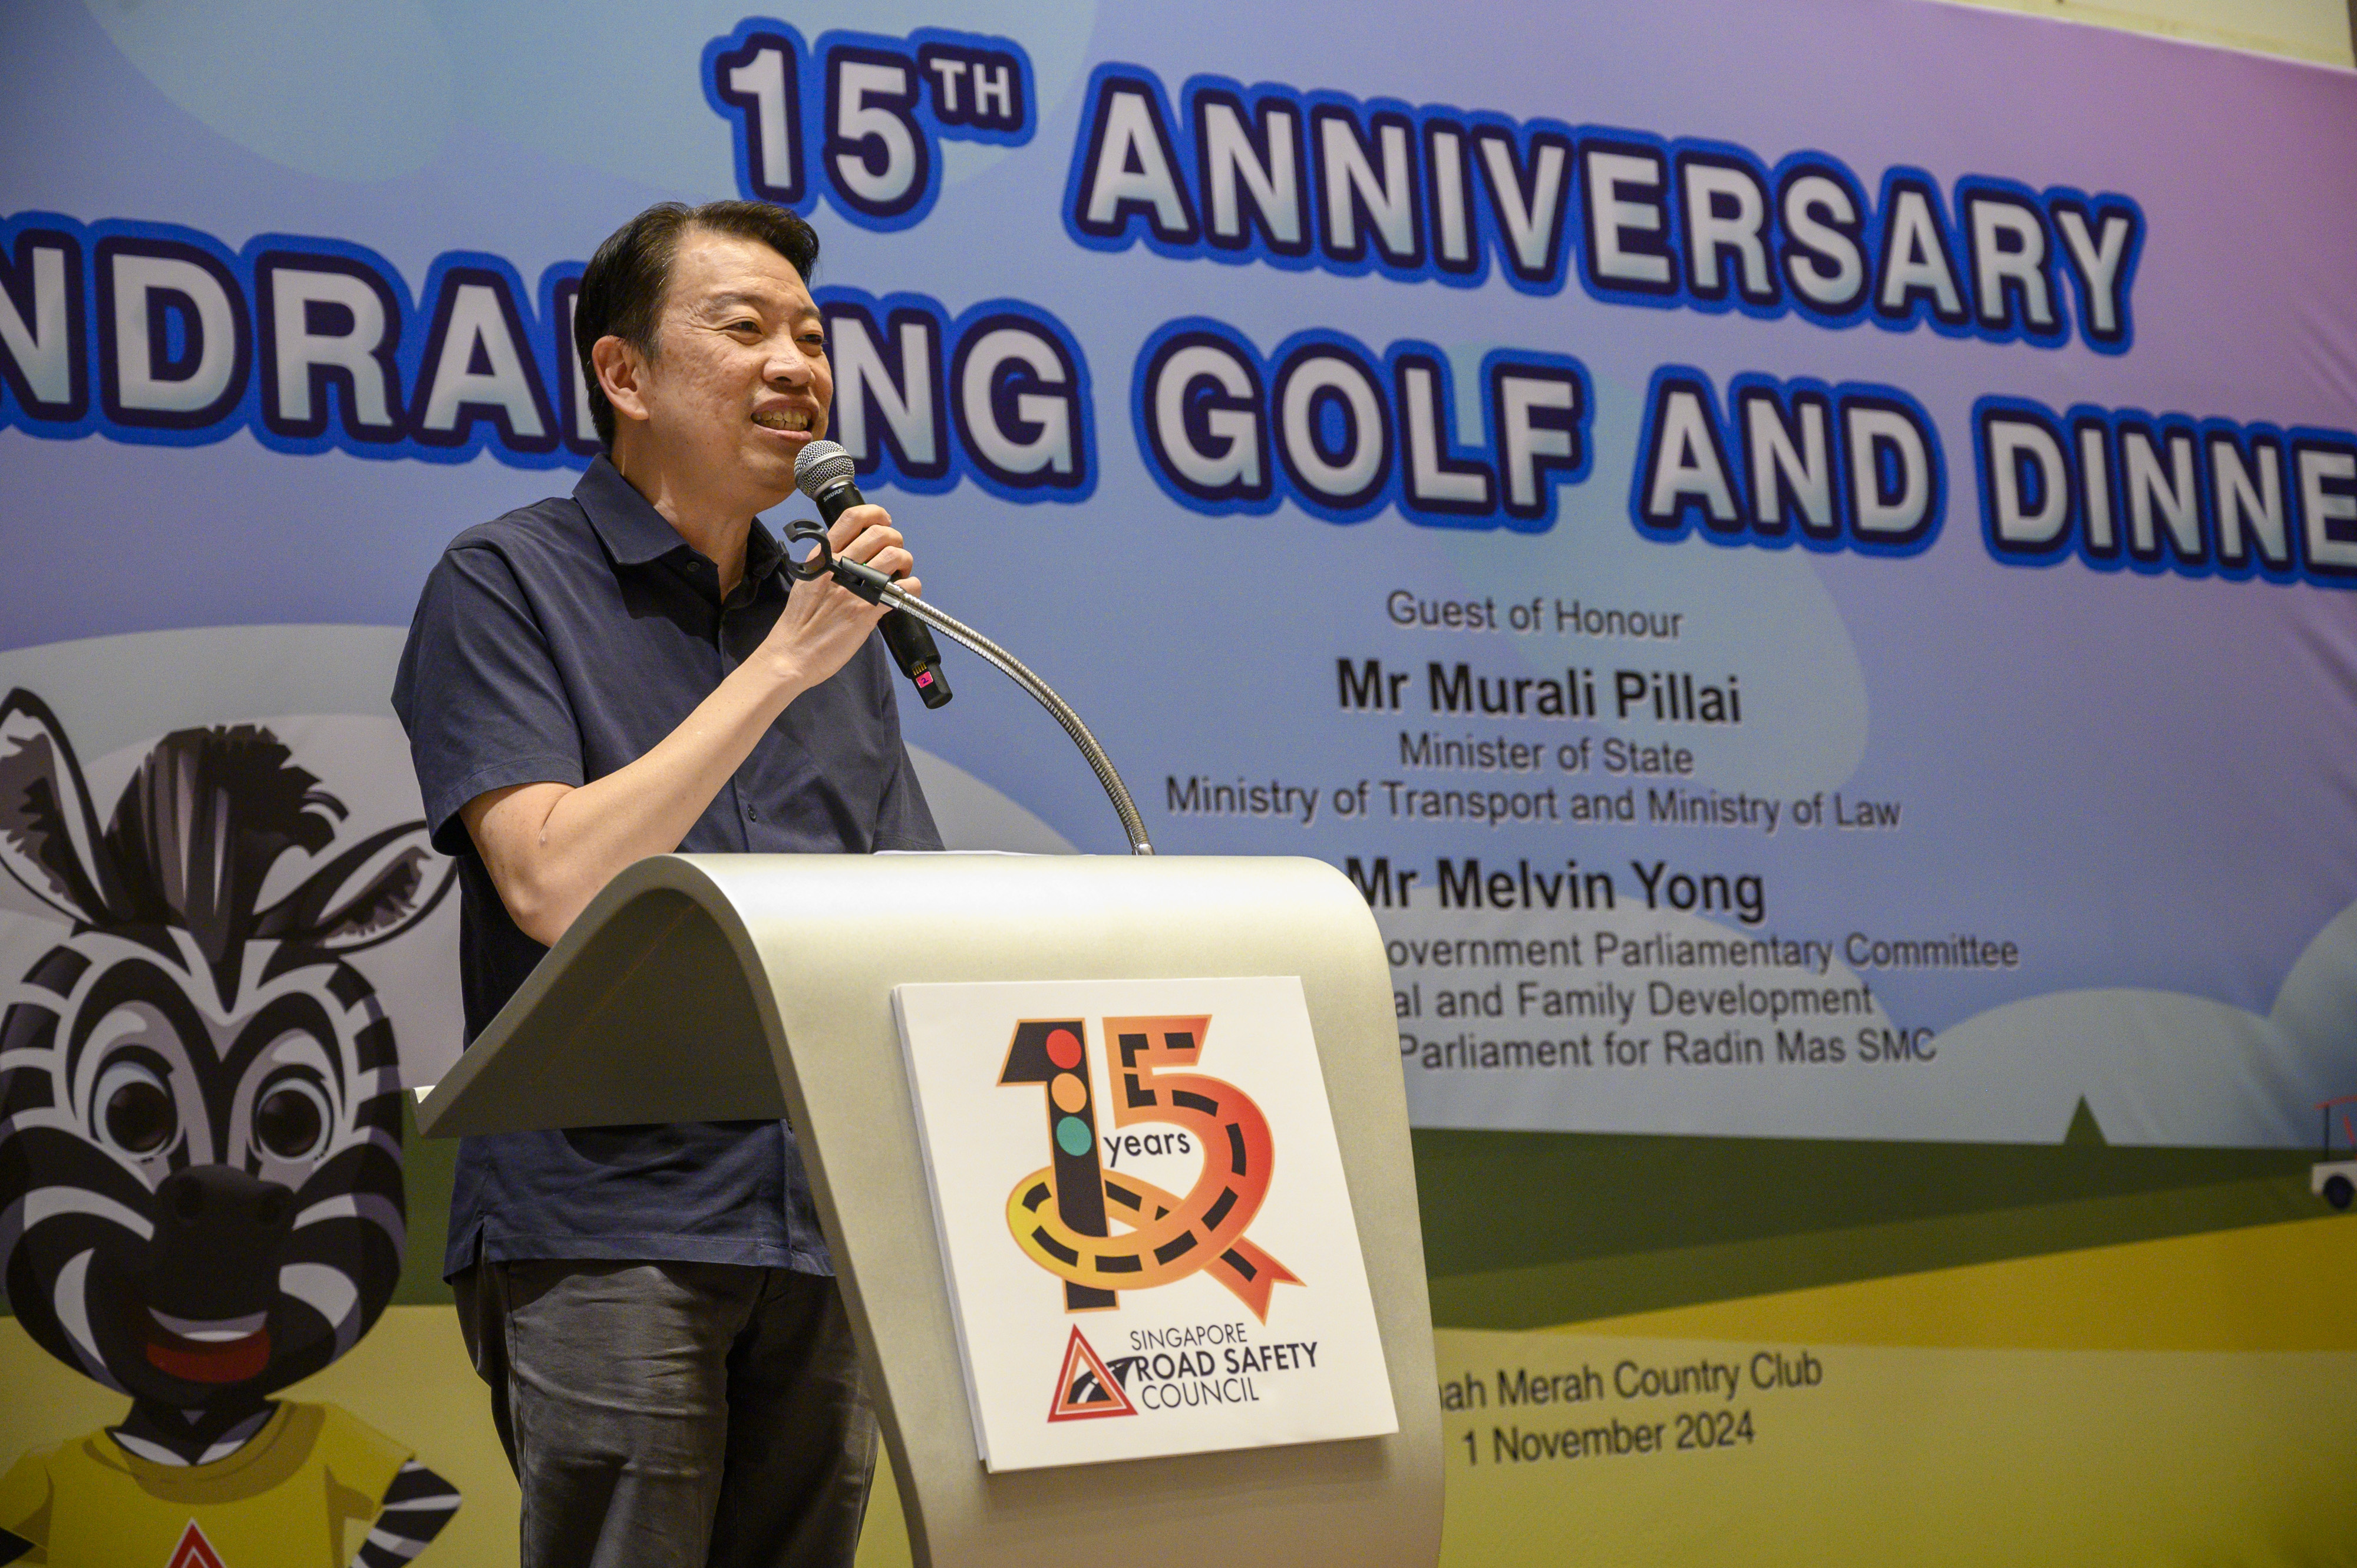 15TH ANNIVERSARY
NDRAI NG GOLF AND DINNE
Guest of Honour
Mr Murali Pillai
Minister of State
Ministry of Transport and Ministry of Law
Mr Melvin Yong
overnment Parliamentary Committee
al and Family Development
Parliament for Radin Mas SMC
ah Merah Country Club
1 November 2024
15
years
SINGAPORE
ROAD SAFETY
COUNCIL